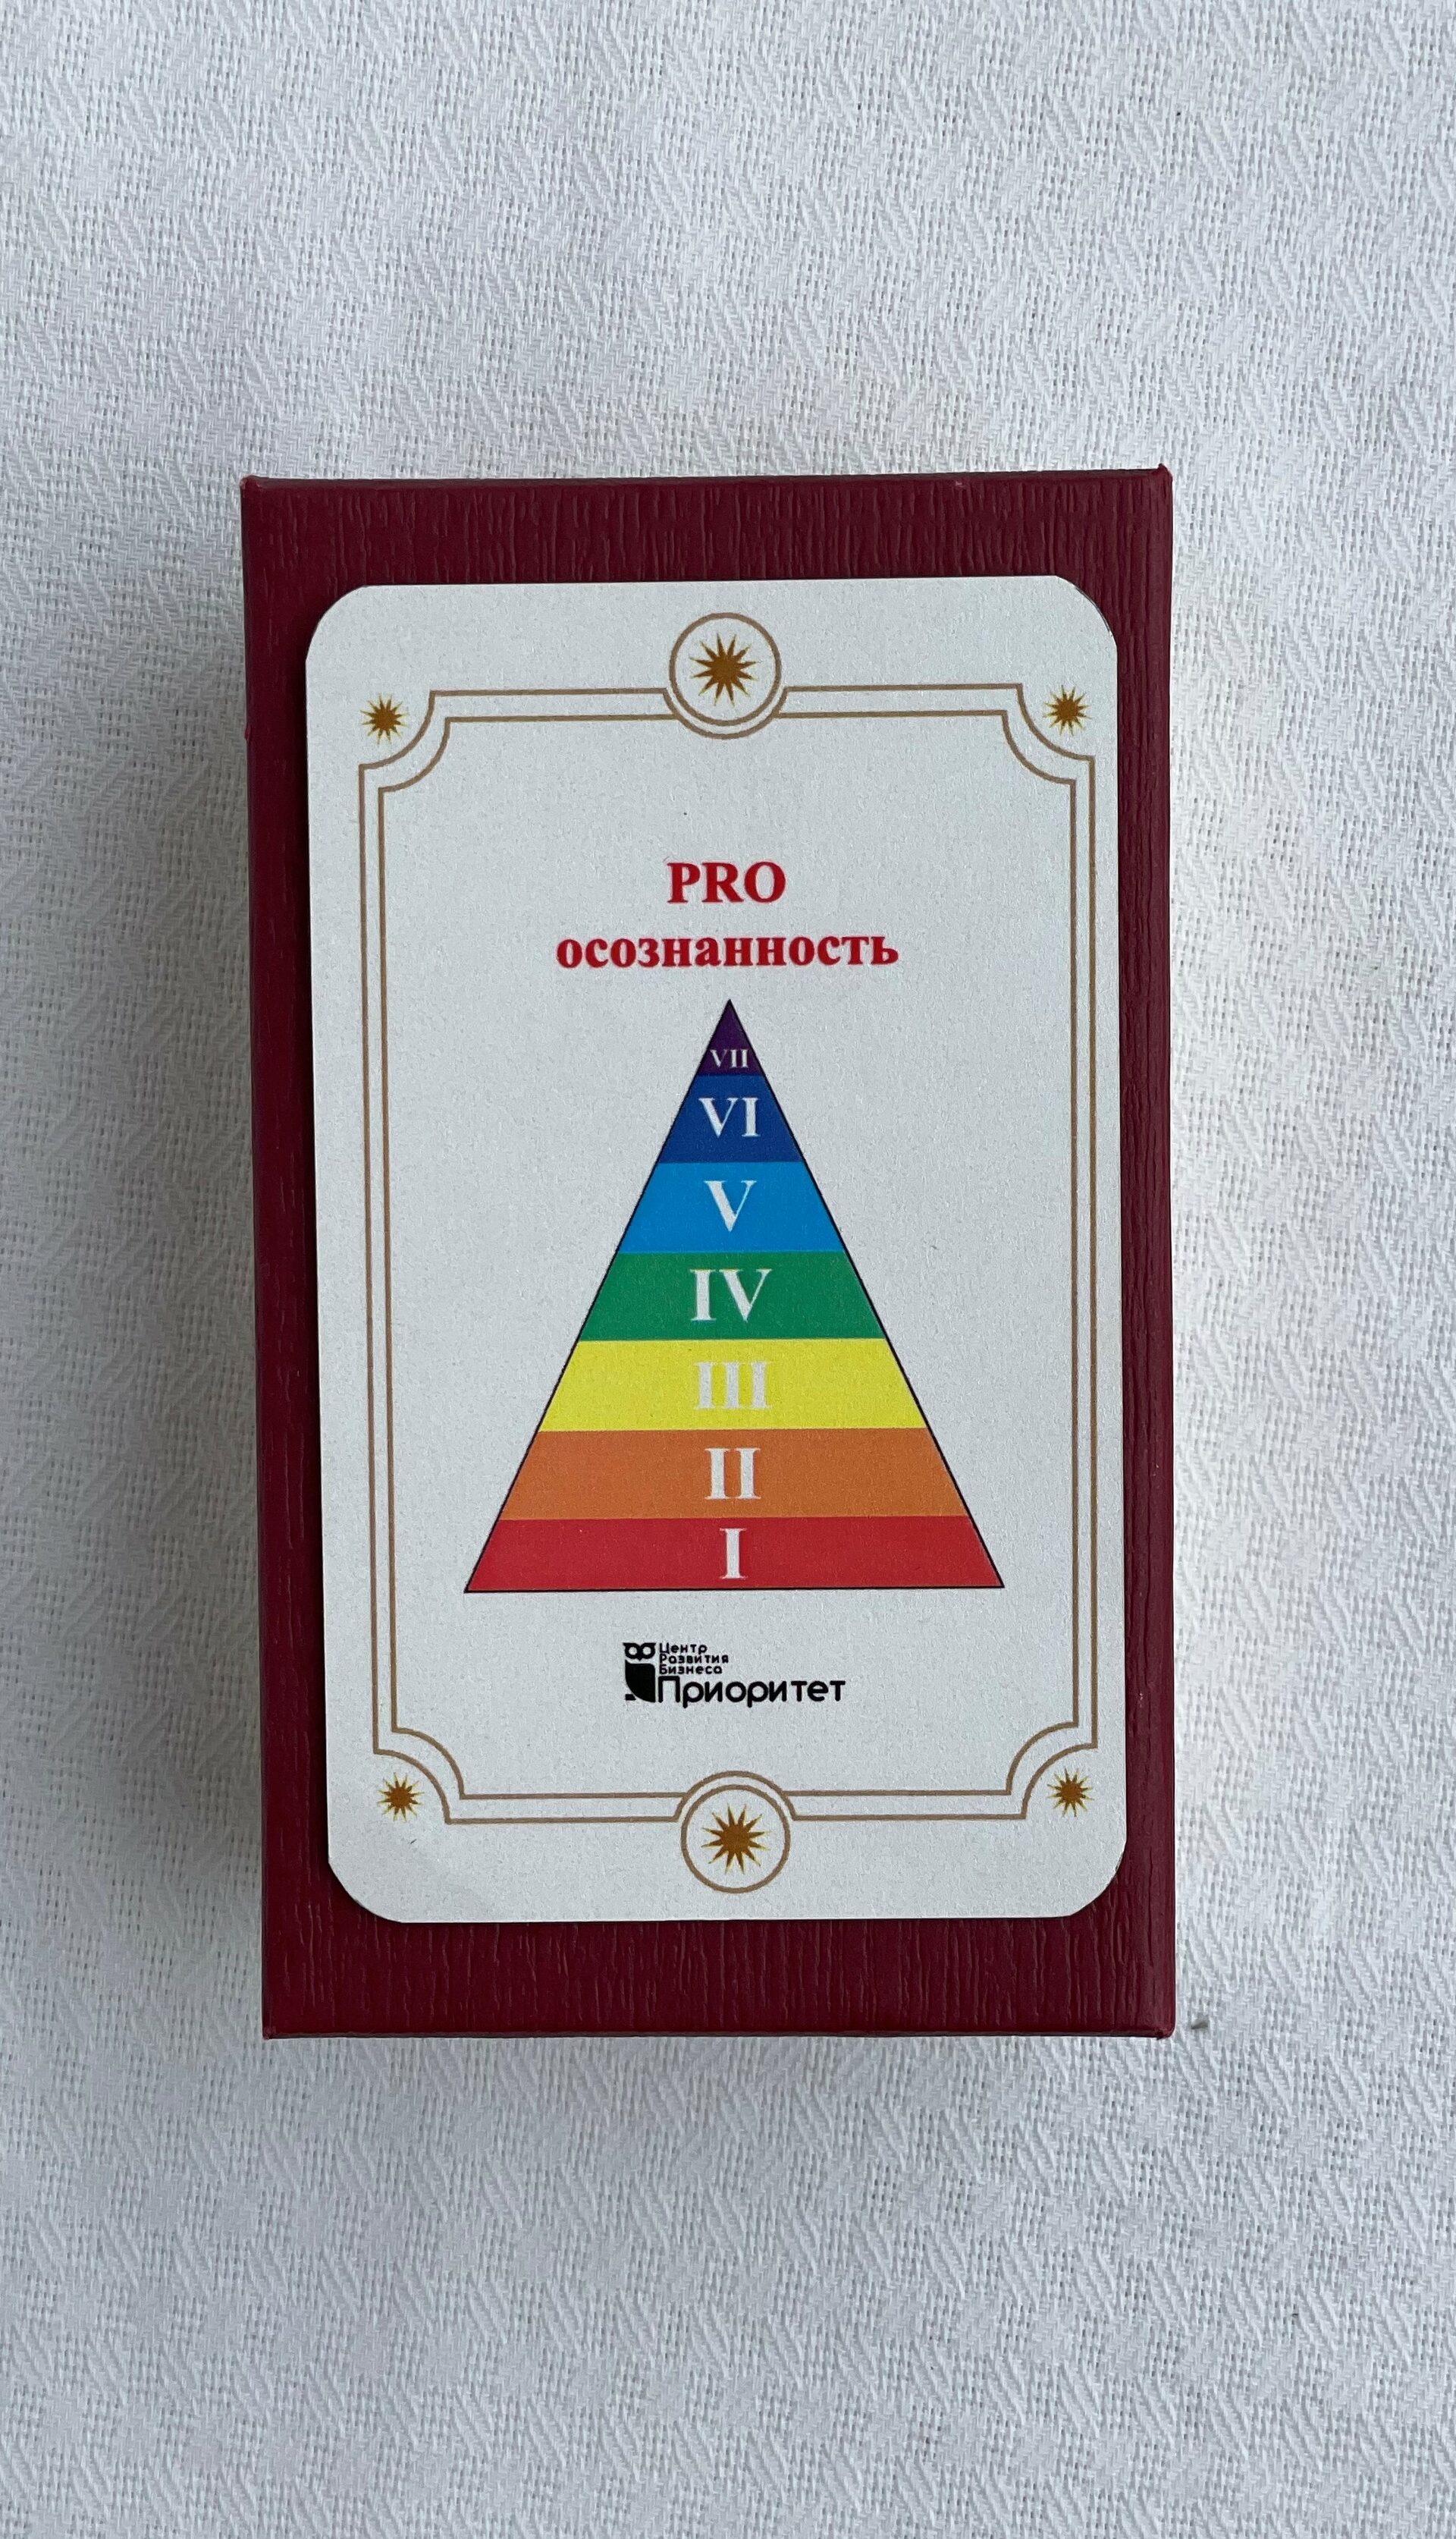 PRO
осознанность
VII
VI
V
IV
III
II
I
Центр
Развития
Бизнеса
Приоритет